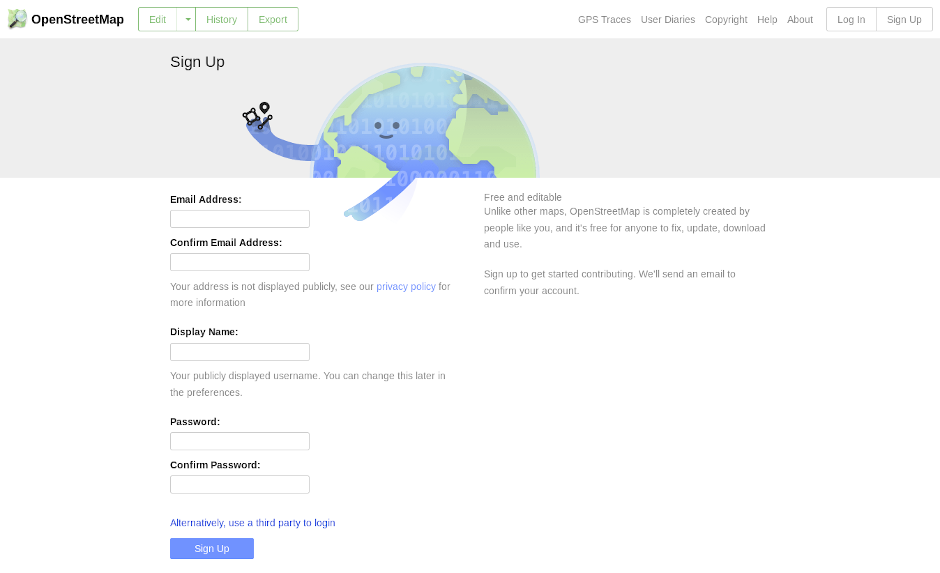 OpenStreetMap
Edit
History
Export
GPS Traces
User Diaries
Copyright
Help
About
Log In
Sign Up
Sign Up
Email Address:
Confirm Email Address:
Your address is not displayed publicly, see our privacy policy for
more information
Display Name:
Your publicly displayed username. You can change this later in
the preferences.
Password:
Confirm Password:
Alternatively, use a third party to login
Sign Up
Free and editable
Unlike other maps, OpenStreetMap is completely created by
people like you, and it's free for anyone to fix, update, download
and use.
Sign up to get started contributing. We'll send an email to
confirm your account.